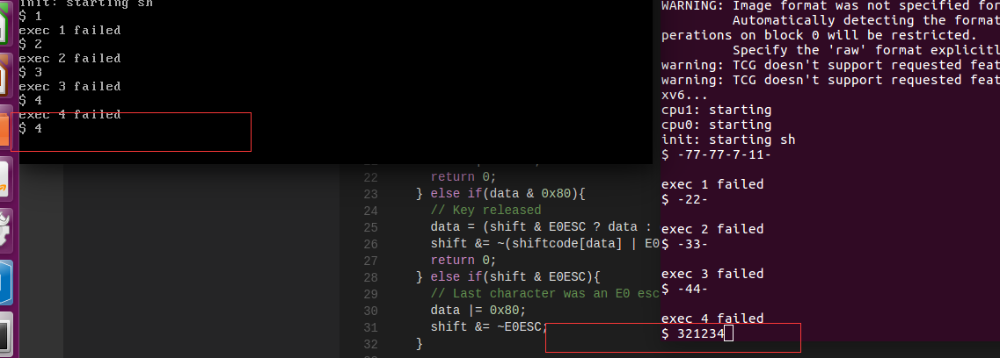 init: starting sh
$ 1
exec 1 failed
$ 2
exec 2 failed
$ 3
exec 3 failed
$ 4
exec 4 failed
$ 4
22 return 0;
23 } else if(data & 0x80){
24 // Key released
25 data = (shift & E0ESC ? data :
26 shift &= ~(shiftcode[data] | E0
27 return 0;
28 } else if(shift & E0ESC){
29 // Last character was an E0 esc
30 data |= 0x80;
31 shift &= ~E0ESC;
32 }
WARNING: Image format was not specified for
Automatically detecting the format
perations on block 0 will be restricted.
Specify the 'raw' format explicitl
warning: TCG doesn't support requested feat
warning: TCG doesn't support requested feat
xv6...
cpu1: starting
cpu0: starting
init: starting sh
$ -77-77-7-11-
exec 1 failed
$ -22-
exec 2 failed
$ -33-
exec 3 failed
$ -44-
exec 4 failed
$ 321234